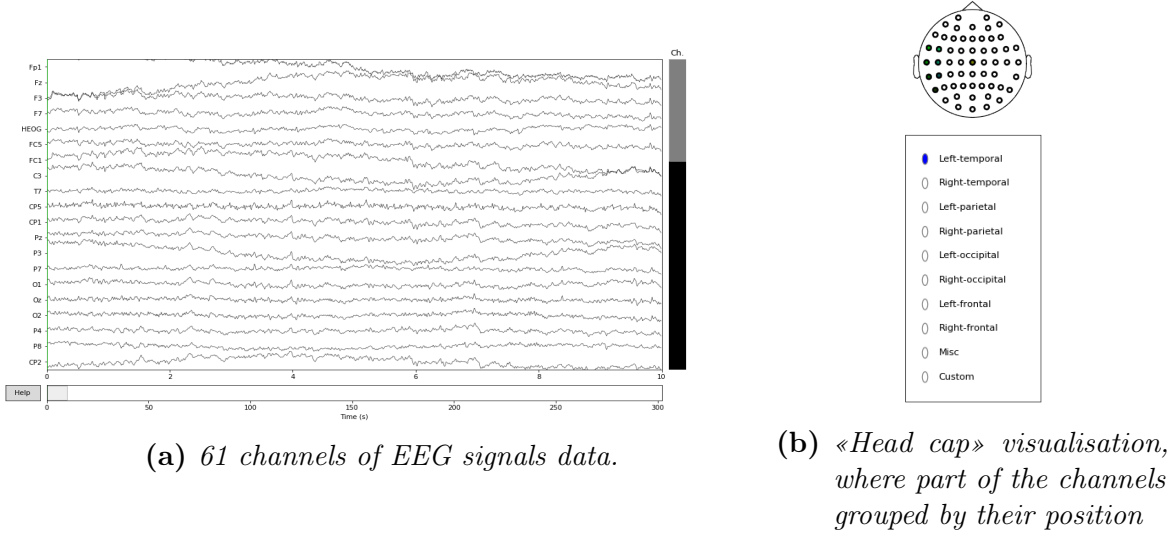 Ch.
Fp1
Fz
F3
F7
HEOG
FC5
FC1
C3
T7
CP5
CP1
Pz
P3
P7
O1
Oz
O2
P4
P8
CP2
0 2 4 6 8 10
Help
0 50 100 150 200 250 300
Time (s)
(a) 61 channels of EEG signals data.
Left-temporal
Right-temporal
Left-parietal
Right-parietal
Left-occipital
Right-occipital
Left-frontal
Right-frontal
Misc
Custom
(b) «Head cap» visualisation,
where part of the channels
grouped by their position